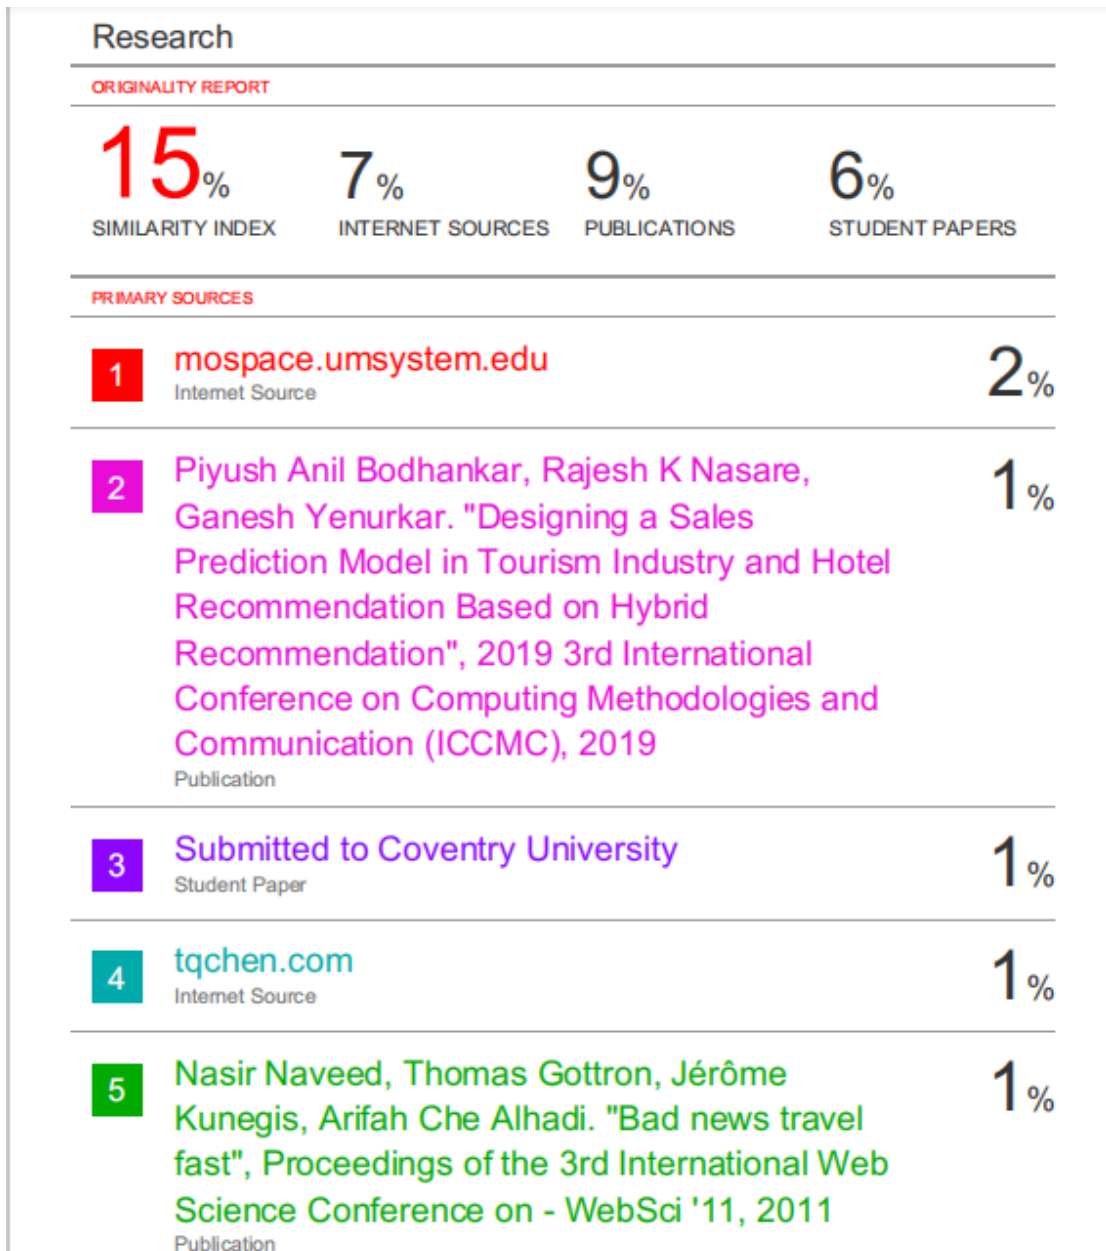 Research
ORIGINALITY REPORT
15% 7% 9% 6%
SIMILARITY INDEX INTERNET SOURCES PUBLICATIONS STUDENT PAPERS
PRIMARY SOURCES
1 mospace.umsystem.edu 2%
Internet Source
2 Piyush Anil Bodhankar, Rajesh K Nasare, 1%
Ganesh Yenurkar. "Designing a Sales
Prediction Model in Tourism Industry and Hotel
Recommendation Based on Hybrid
Recommendation", 2019 3rd International
Conference on Computing Methodologies and
Communication (ICCMC), 2019
Publication
3 Submitted to Coventry University 1%
Student Paper
4 tqchen.com 1%
Internet Source
5 Nasir Naveed, Thomas Gottron, Jérôme 1%
Kunegis, Arifah Che Alhadi. "Bad news travel
fast", Proceedings of the 3rd International Web
Science Conference on - WebSci '11, 2011
Publication